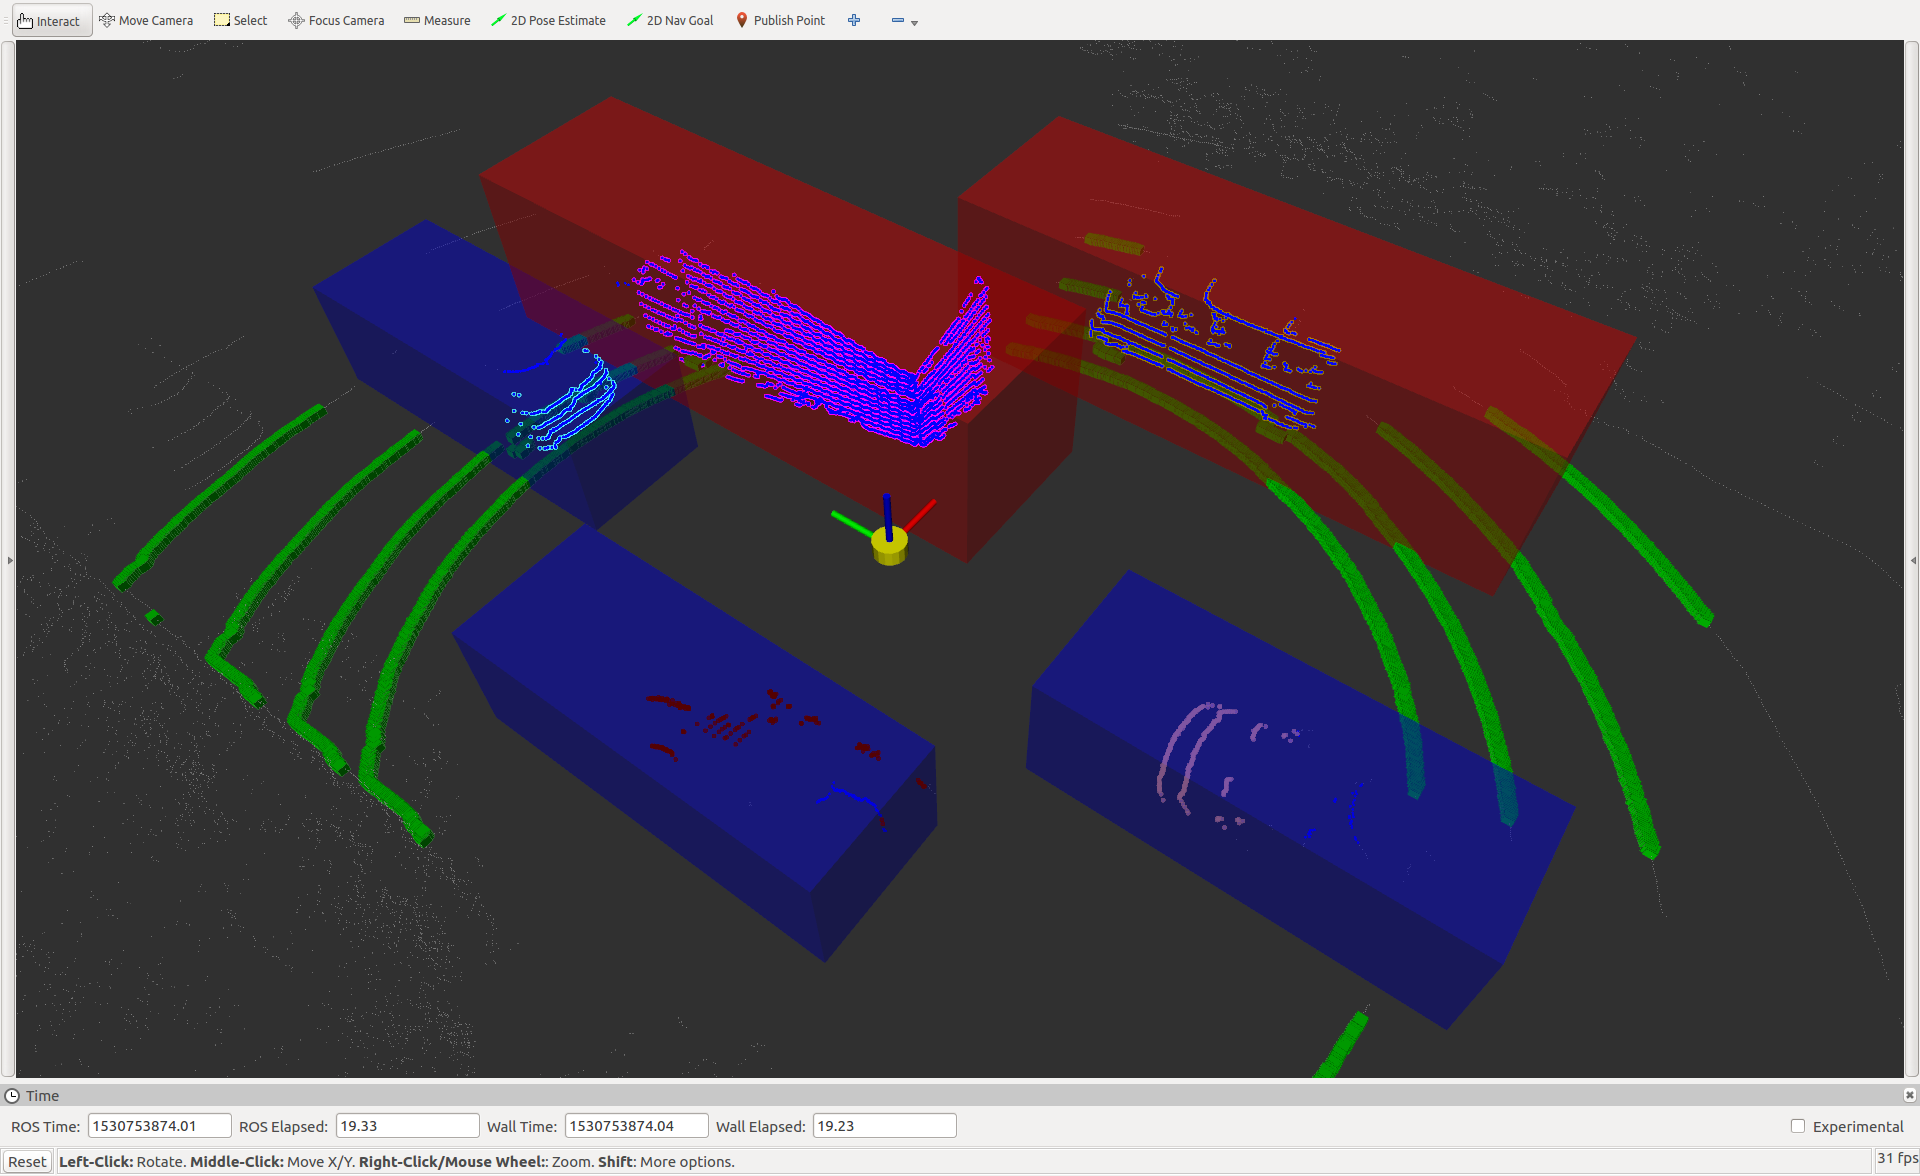 Interact Move Camera Select Focus Camera Measure 2D Pose Estimate 2D Nav Goal Publish Point
Time
ROS Time: 1530753874.01 ROS Elapsed: 19.33 Wall Time: 1530753874.04 Wall Elapsed: 19.23 Experimental
Reset Left-Click: Rotate. Middle-Click: Move X/Y. Right-Click/Mouse Wheel:: Zoom. Shift: More options. 31 fps